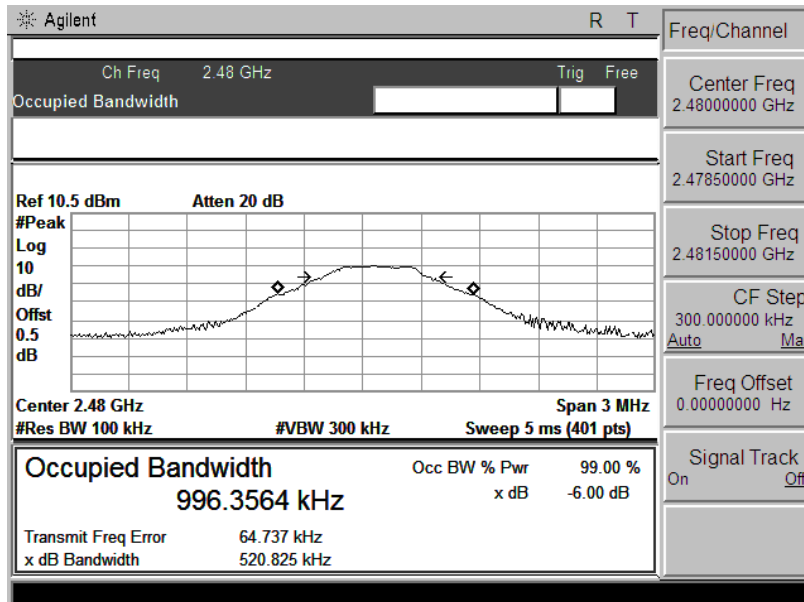 Agilent R T
Ch Freq 2.48 GHz Trig Free
Occupied Bandwidth
Ref 10.5 dBm Atten 20 dB
#Peak
Log
10
dB/
Offst
0.5
dB
Center 2.48 GHz Span 3 MHz
#Res BW 100 kHz #VBW 300 kHz Sweep 5 ms (401 pts)
Occupied Bandwidth
996.3564 kHz
Occ BW % Pwr 99.00 %
x dB -6.00 dB
Transmit Freq Error 64.737 kHz
x dB Bandwidth 520.825 kHz
Freq/Channel
Center Freq
2.48000000 GHz
Start Freq
2.47850000 GHz
Stop Freq
2.48150000 GHz
CF Step
300.000000 kHz
Auto Ma
Freq Offset
0.00000000 Hz
Signal Track
On Off